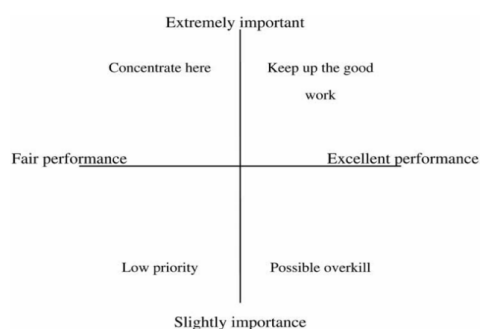 Extremely important
Concentrate here
Keep up the good
work
Fair performance
Excellent performance
Low priority
Possible overkill
Slightly importance